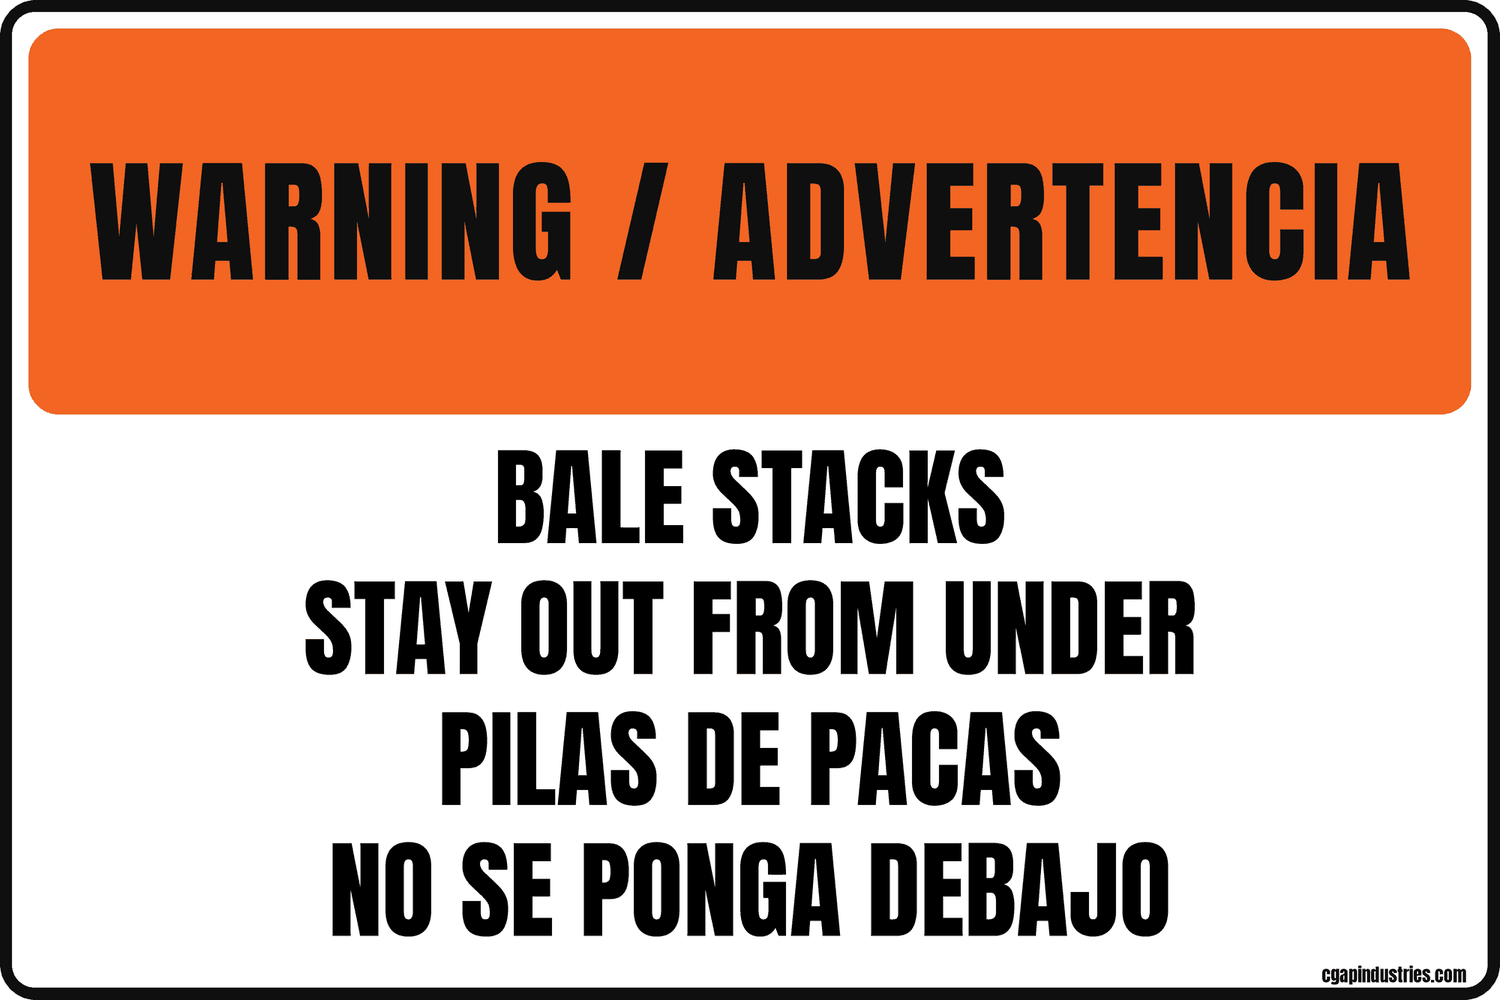 WARNING / ADVERTENCIA
BALE STACKS
STAY OUT FROM UNDER
PILAS DE PACAS
NO SE PONGA DEBAJO
cgapindustries.com